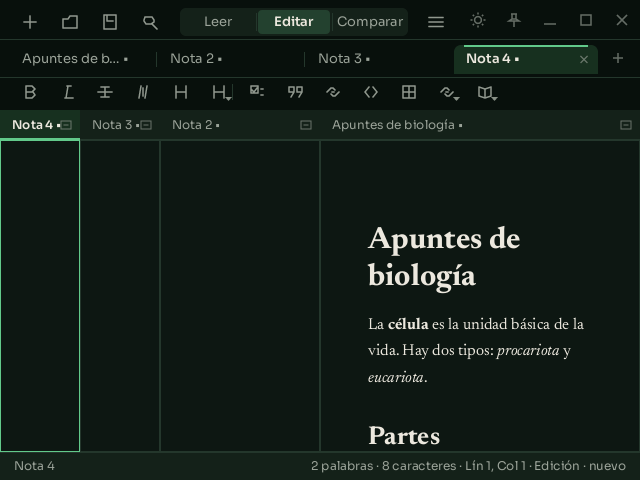 Leer Editar Comparar
Apuntes de b... • Nota 2 • Nota 3 • Nota 4 •
Nota 4 • Nota 3 • Nota 2 • Apuntes de biología •
Apuntes de
biología
La célula es la unidad básica de la
vida. Hay dos tipos: procariota y
eucariota.
Partes
Nota 4 2 palabras · 8 caracteres · Lín 1, Col 1 · Edición · nuevo